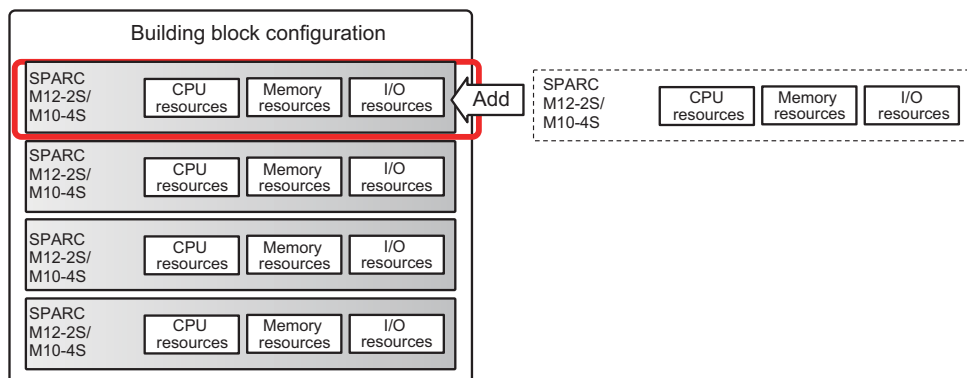 Building block configuration
SPARC
M12-2S/
M10-4S
CPU
resources
Memory
resources
I/O
resources
Add
SPARC
M12-2S/
M10-4S
CPU
resources
Memory
resources
I/O
resources
SPARC
M12-2S/
M10-4S
CPU
resources
Memory
resources
I/O
resources
SPARC
M12-2S/
M10-4S
CPU
resources
Memory
resources
I/O
resources
SPARC
M12-2S/
M10-4S
CPU
resources
Memory
resources
I/O
resources